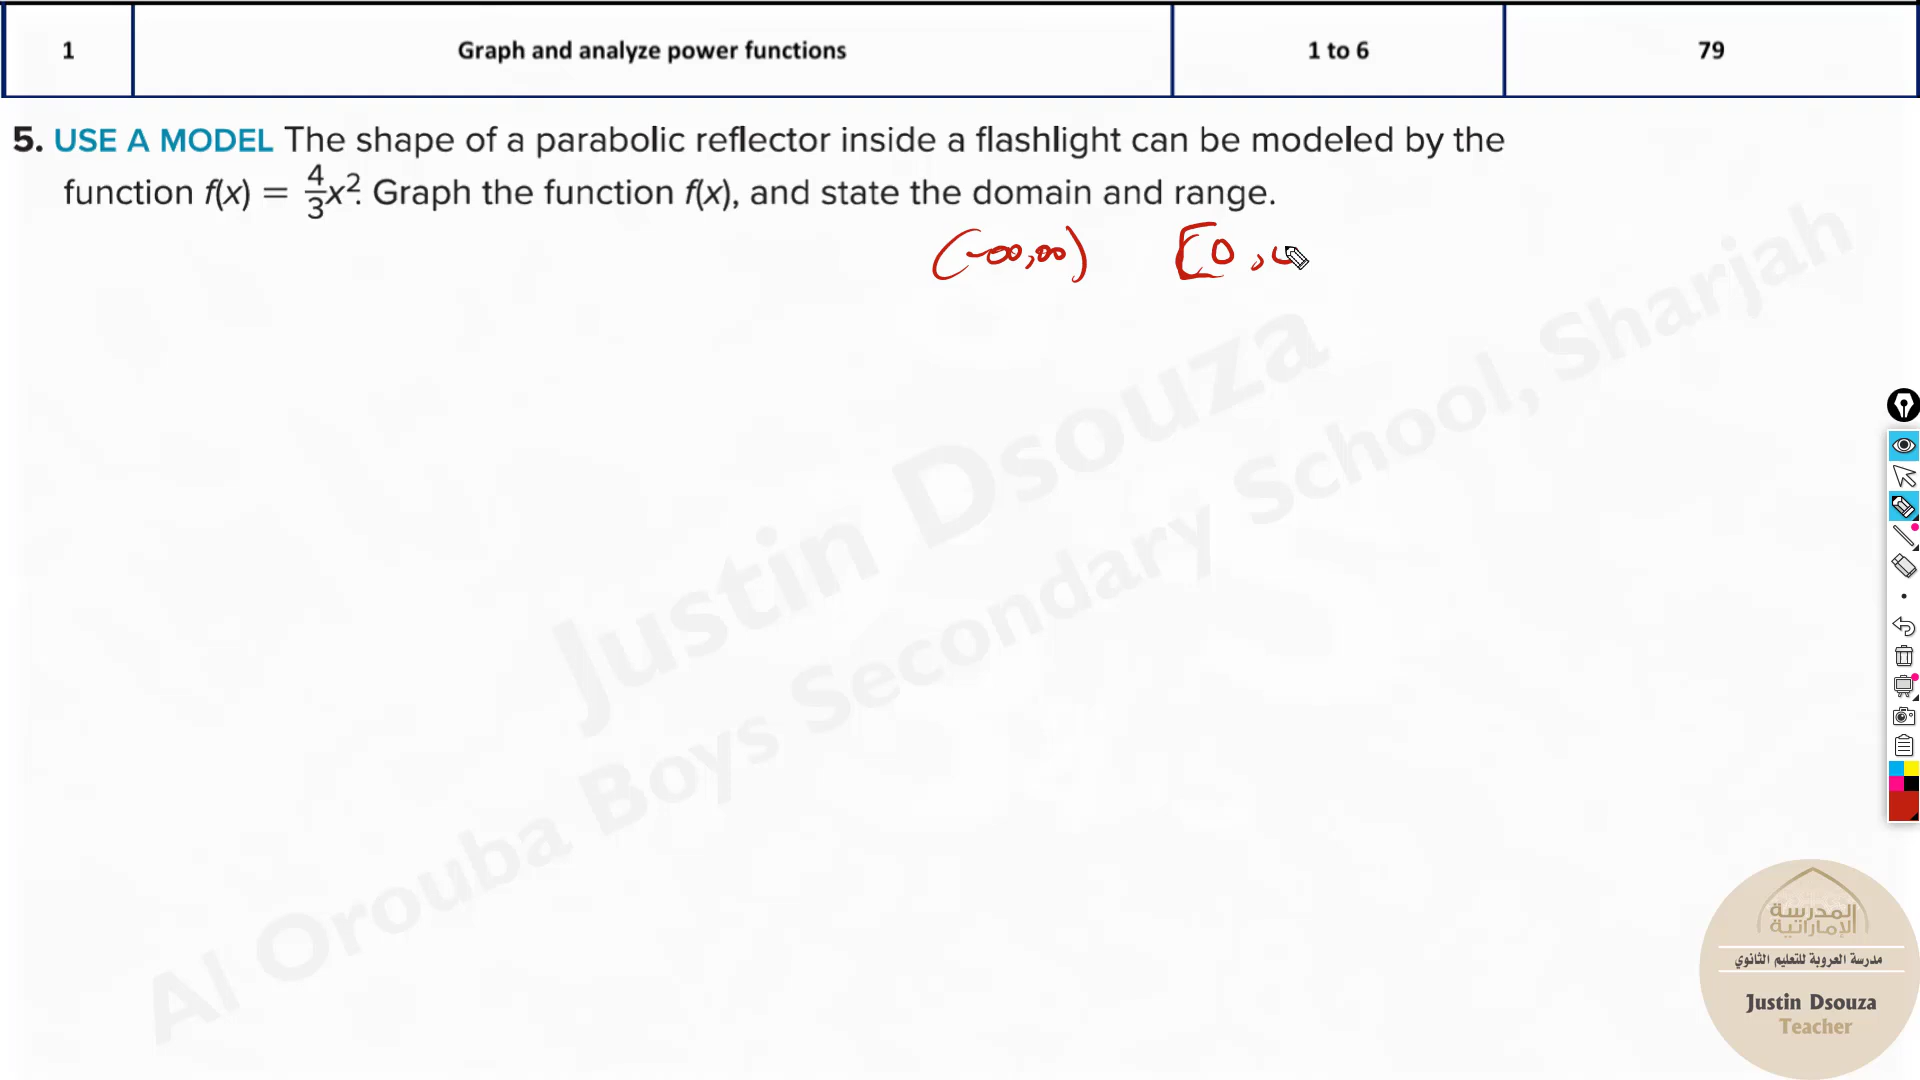 1 Graph and analyze power functions 1 to 6 79
5. USE A MODEL The shape of a parabolic reflector inside a flashlight can be modeled by the
function f(x) = 4/3 x². Graph the function f(x), and state the domain and range.
(-∞,∞) [0,
Justin Dsouza
Al Orouba Boys Secondary School, Sharjah
المدرسة
الإماراتية
مدرسة العروبة للتعليم الثانوي
Justin Dsouza
Teacher